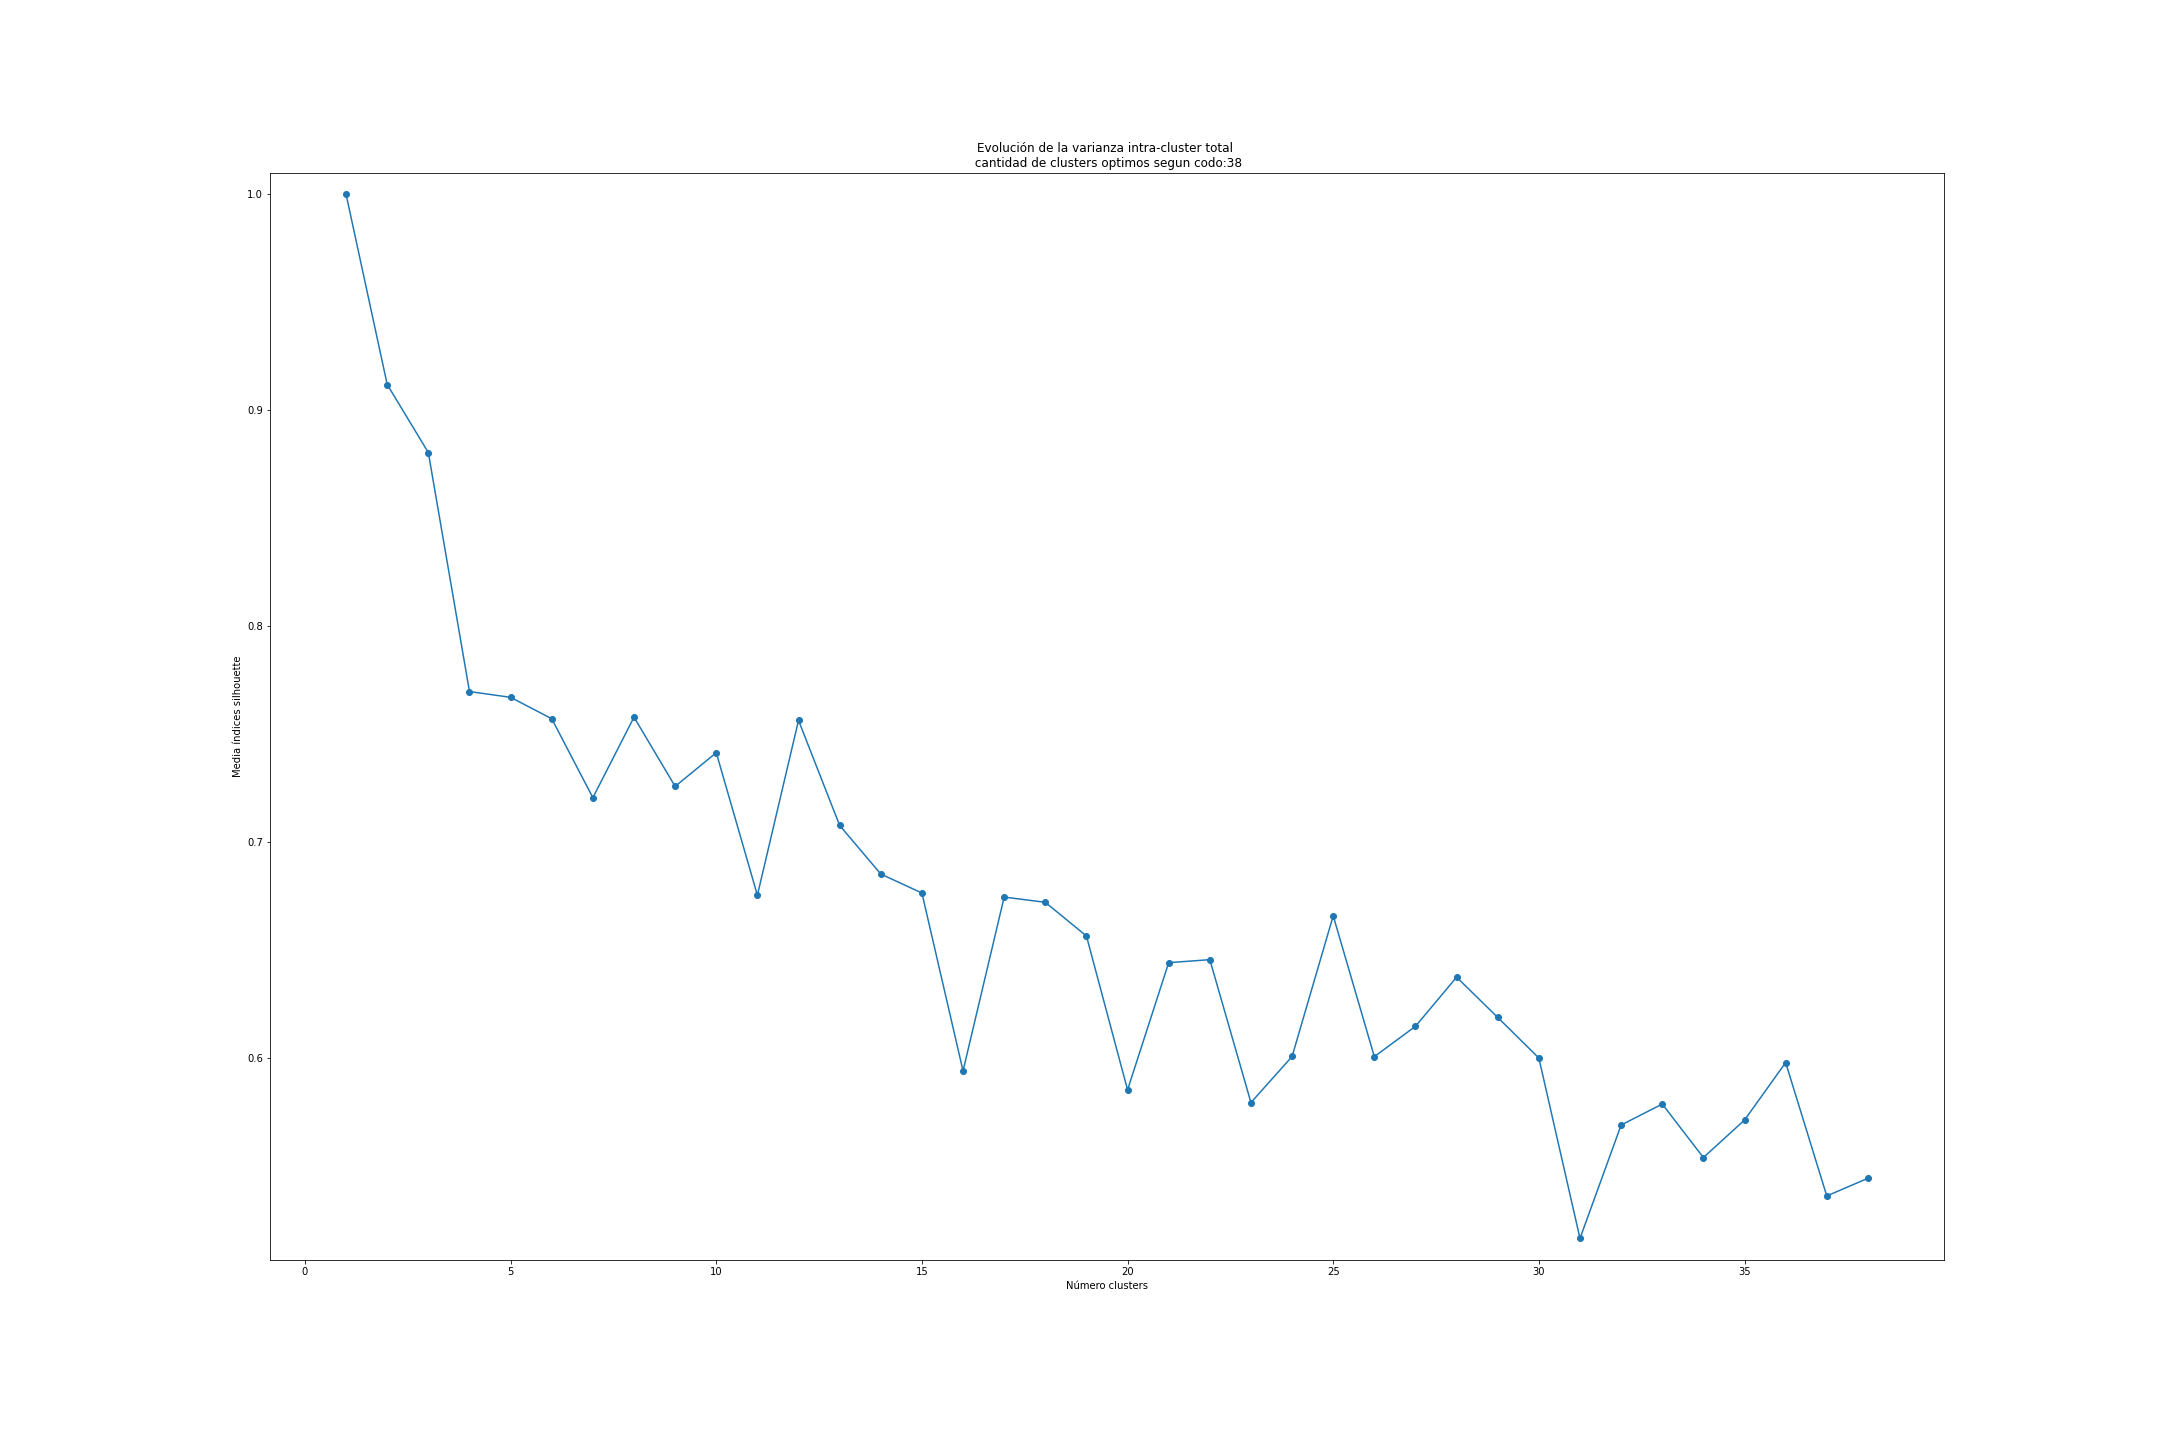 Evolución de la varianza intra-cluster total
cantidad de clusters optimos segun codo:38
1.0
0.9
0.8
0.7
0.6
Media índices silhouette
0 5 10 15 20 25 30 35
Número clusters